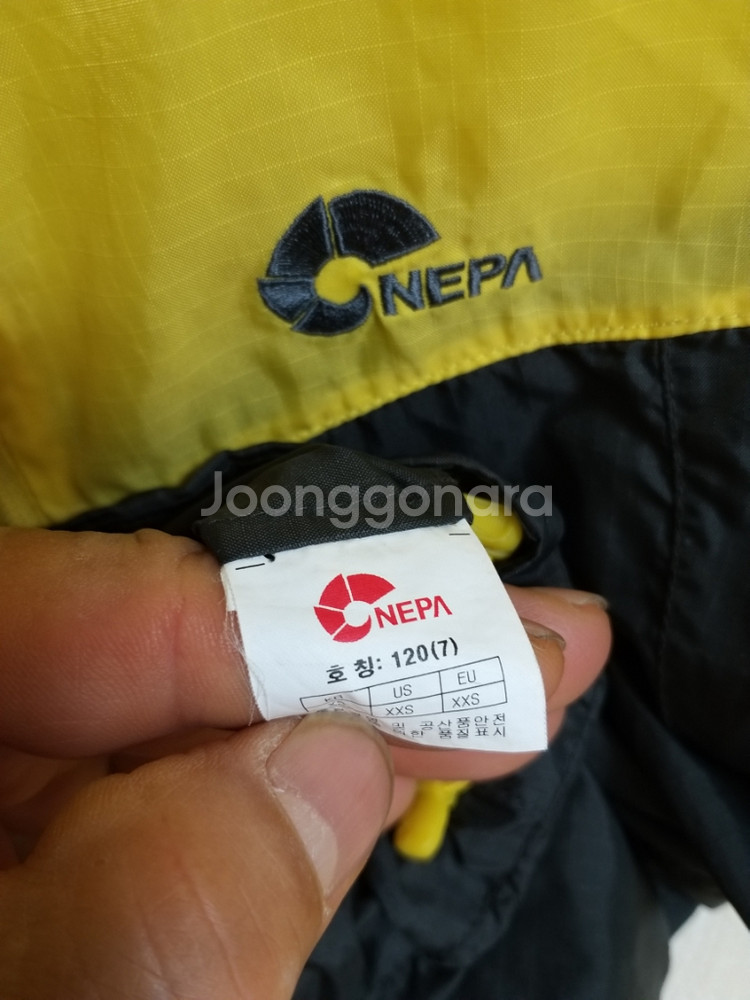 NEPA
Joonggonara
NEPA
호 칭: 120(7)
US EU
XXS XXS
및 공산품안전
품질표시